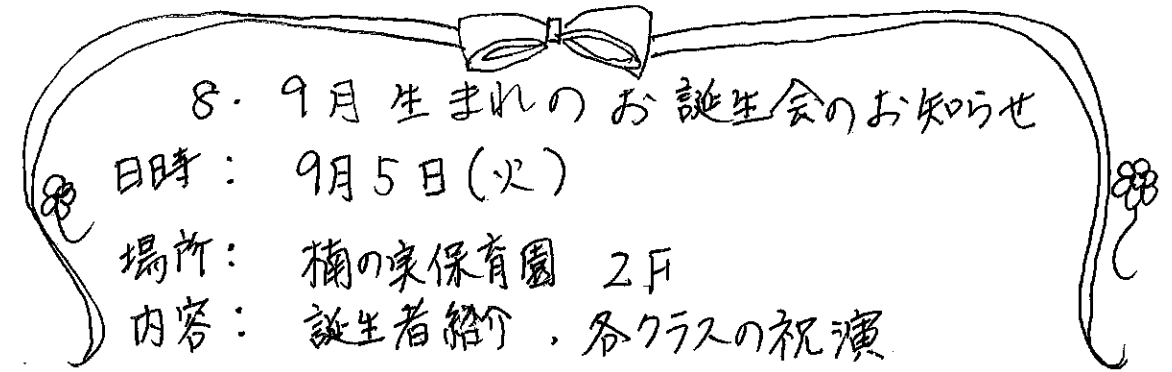 8. 9月生まれのお誕生会のお知らせ
日時: 9月5日(火)
場所: 楠の実保育園 2F
内容: 誕生者紹介、各クラスの祝演